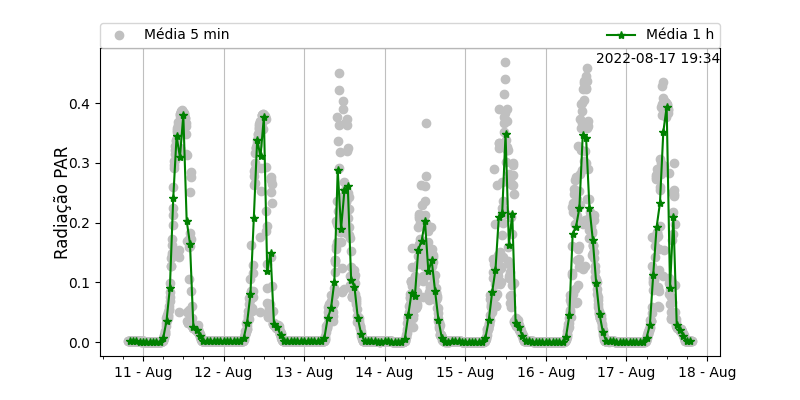 Média 5 min
Média 1 h
2022-08-17 19:34
Radiação PAR
0.4
0.3
0.2
0.1
0.0
11 - Aug
12 - Aug
13 - Aug
14 - Aug
15 - Aug
16 - Aug
17 - Aug
18 - Aug